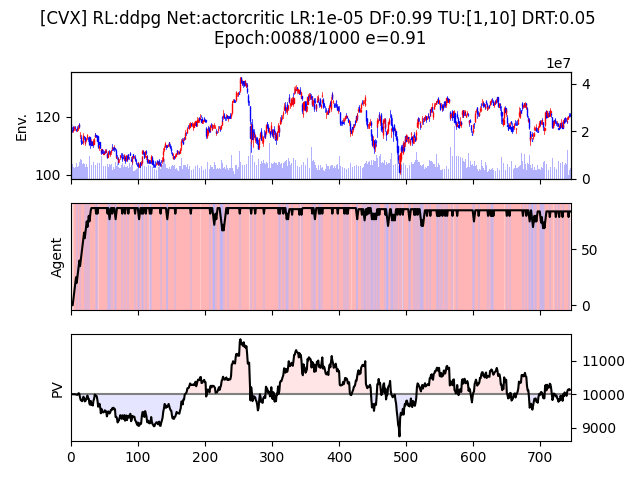 [CVX] RL:ddpg Net:actorcritic LR:1e-05 DF:0.99 TU:[1,10] DRT:0.05
Epoch:0088/1000 e=0.91
1e7
Env.
120
100
4
2
0
Agent
50
0
PV
11000
10000
9000
0 100 200 300 400 500 600 700